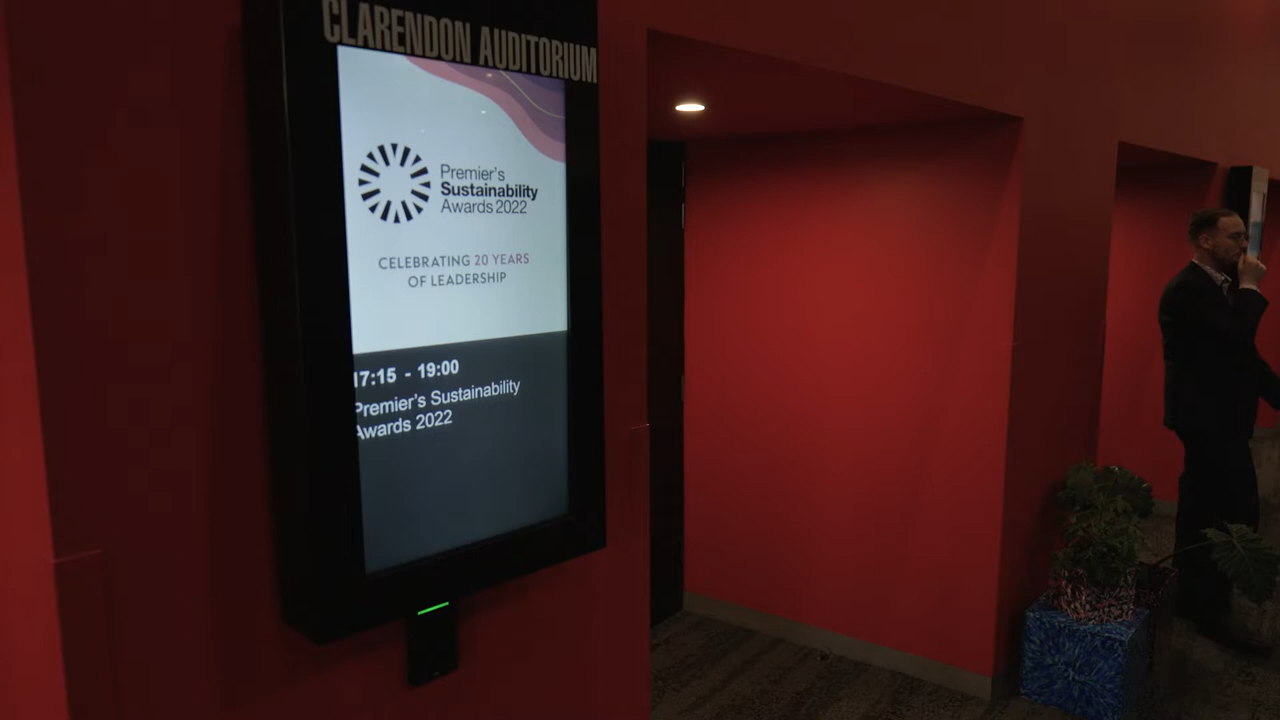 CLARENDON AUDITORIUM
Premier's
Sustainability
Awards 2022
CELEBRATING 20 YEARS
OF LEADERSHIP
17:15 - 19:00
Premier's Sustainability
Awards 2022